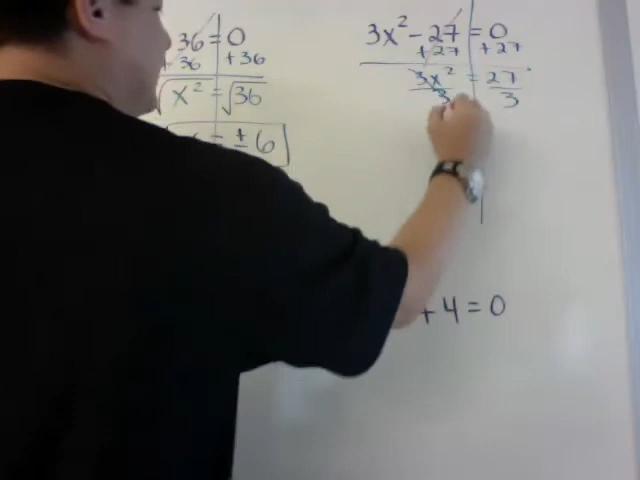 36 = 0
+ 36 + 36
√x² = √36
= ± 6
3x² - 27 = 0
+ 27 + 27
3x² = 27
3 3
+ 4 = 0